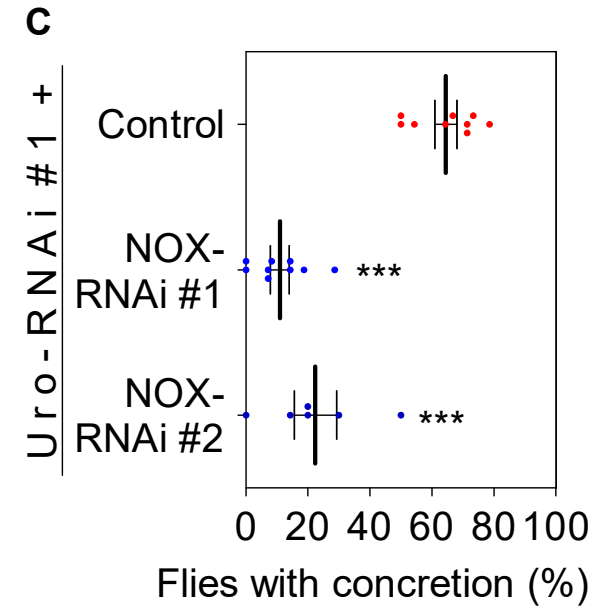 C
Uro-RNAi #1 +
Control
NOX-
RNAi #1
***
NOX-
RNAi #2
***
0 20 40 60 80 100
Flies with concretion (%)